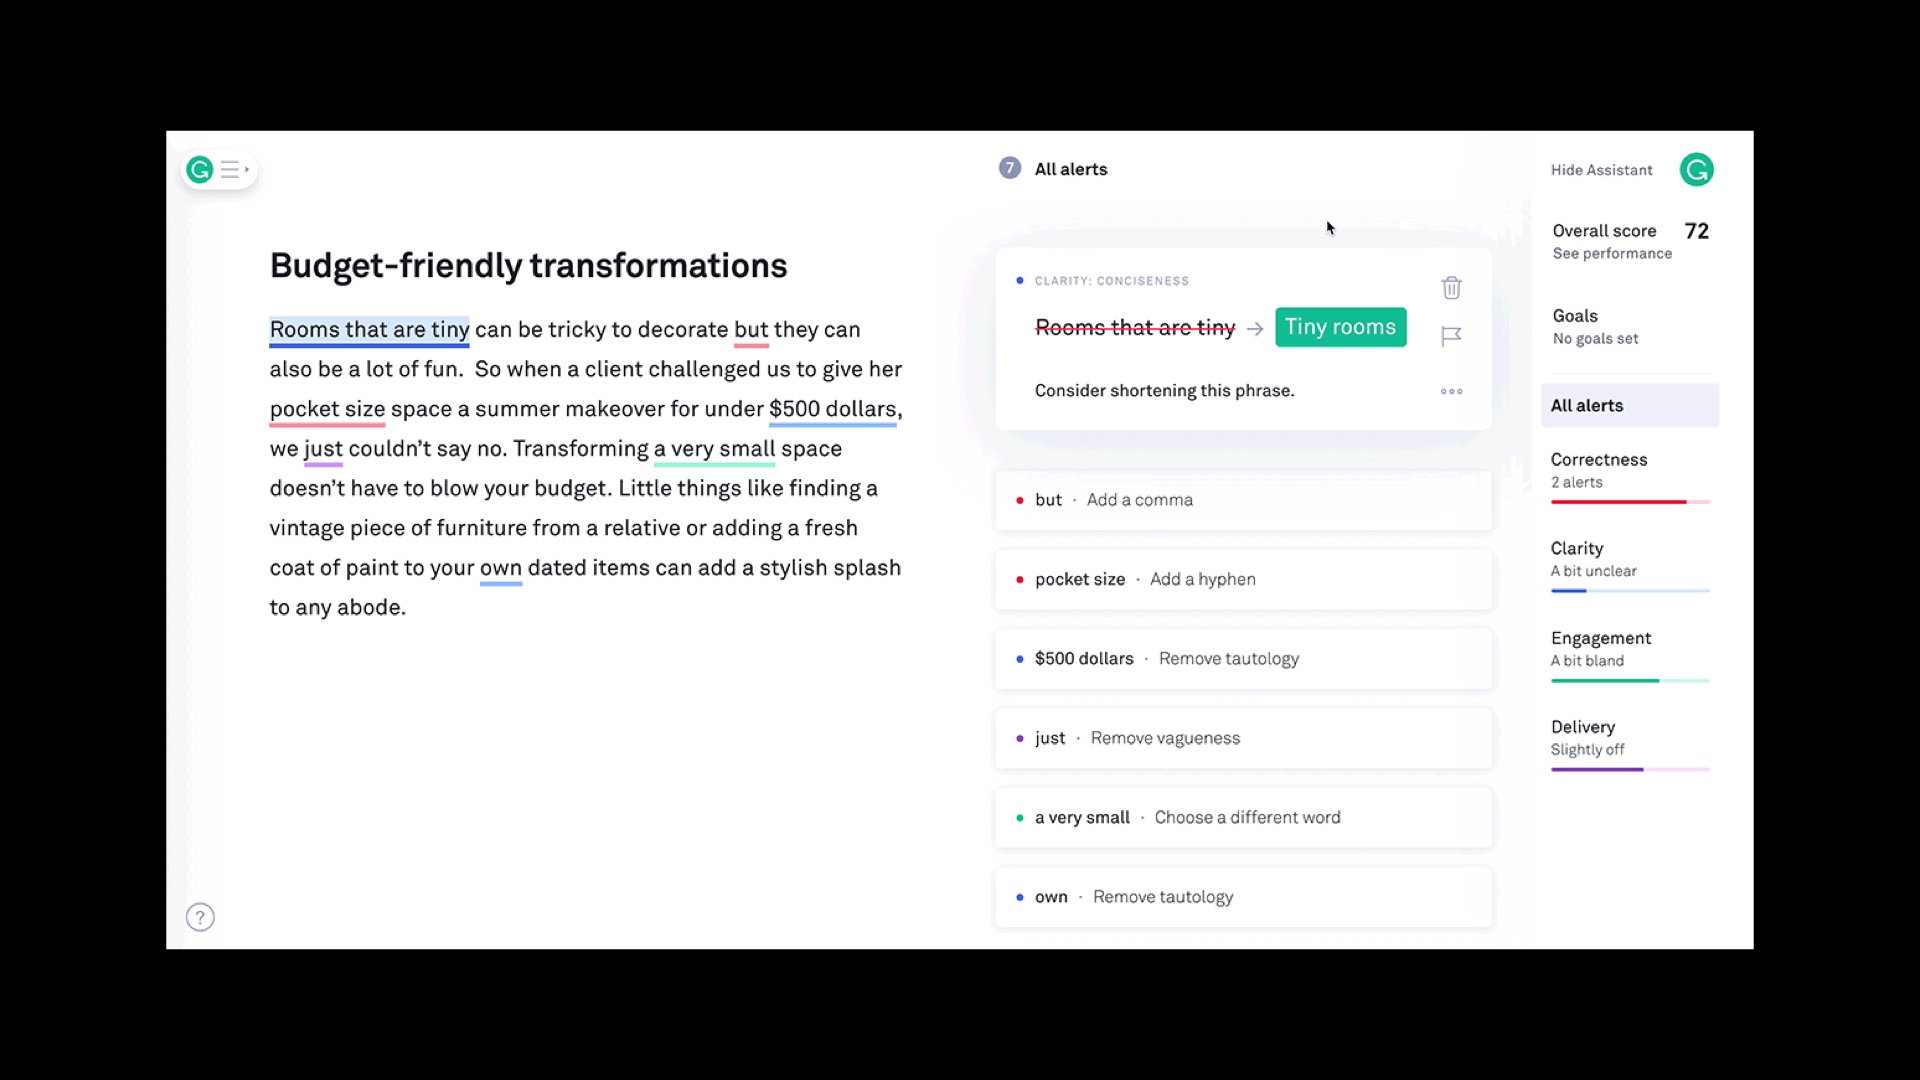 Budget-friendly transformations
Rooms that are tiny can be tricky to decorate but they can
also be a lot of fun.  So when a client challenged us to give her
pocket size space a summer makeover for under $500 dollars,
we just couldn’t say no. Transforming a very small space
doesn’t have to blow your budget. Little things like finding a
vintage piece of furniture from a relative or adding a fresh
coat of paint to your own dated items can add a stylish splash
to any abode.
?
7 All alerts
CLARITY: CONCISENESS
Rooms that are tiny → Tiny rooms
Consider shortening this phrase.
but · Add a comma
pocket size · Add a hyphen
$500 dollars · Remove tautology
just · Remove vagueness
a very small · Choose a different word
own · Remove tautology
Hide Assistant
Overall score 72
See performance
Goals
No goals set
All alerts
Correctness
2 alerts
Clarity
A bit unclear
Engagement
A bit bland
Delivery
Slightly off